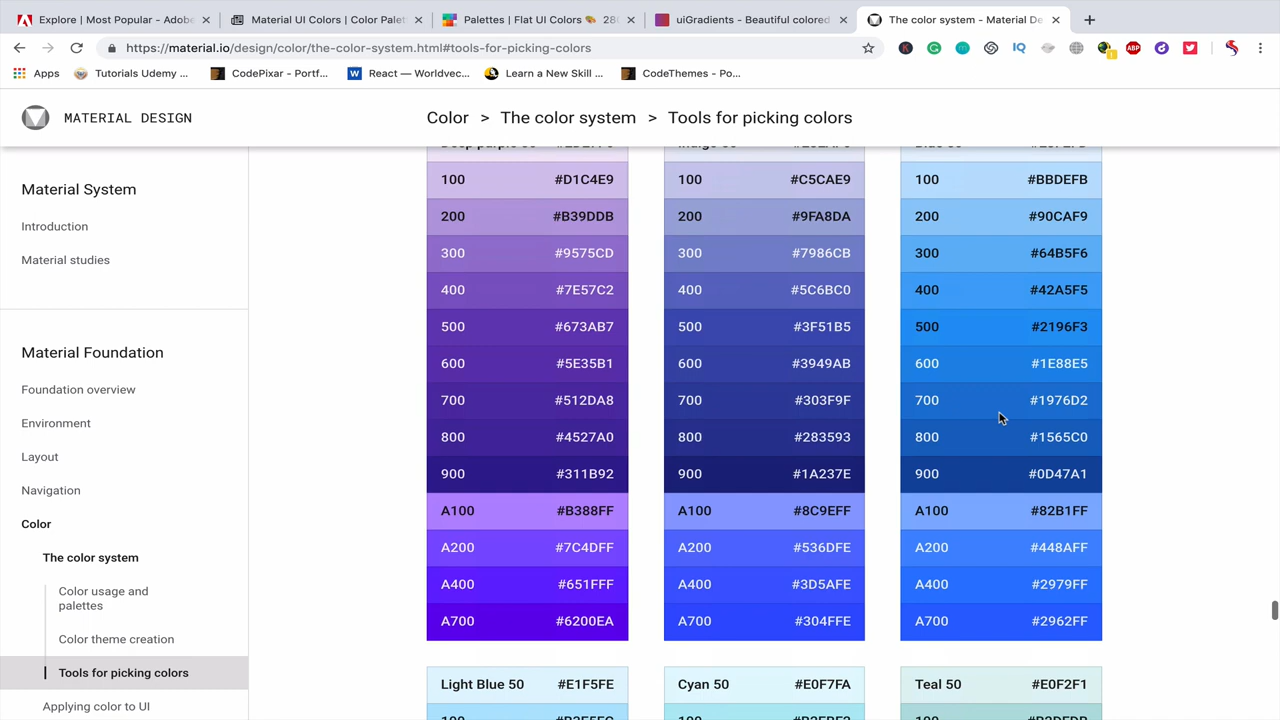 Explore | Most Popular - Adobe
Material UI Colors | Color Palet
Palettes | Flat UI Colors 🎨 280
uiGradients - Beautiful colored
The color system - Material De
https://material.io/design/color/the-color-system.html#tools-for-picking-colors
IQ
ABP
Apps
Tutorials Udemy ...
CodePixar - Portf...
W
React — Worldvec...
Learn a New Skill ...
CodeThemes - Po...
MATERIAL DESIGN
Color > The color system > Tools for picking colors
Material System
Introduction
Material studies
Material Foundation
Foundation overview
Environment
Layout
Navigation
Color
The color system
Color usage and
palettes
Color theme creation
Tools for picking colors
Applying color to UI
100 #D1C4E9
200 #B39DDB
300 #9575CD
400 #7E57C2
500 #673AB7
600 #5E35B1
700 #512DA8
800 #4527A0
900 #311B92
A100 #B388FF
A200 #7C4DFF
A400 #651FFF
A700 #6200EA
100 #C5CAE9
200 #9FA8DA
300 #7986CB
400 #5C6BC0
500 #3F51B5
600 #3949AB
700 #303F9F
800 #283593
900 #1A237E
A100 #8C9EFF
A200 #536DFE
A400 #3D5AFE
A700 #304FFE
100 #BBDEFB
200 #90CAF9
300 #64B5F6
400 #42A5F5
500 #2196F3
600 #1E88E5
700 #1976D2
800 #1565C0
900 #0D47A1
A100 #82B1FF
A200 #448AFF
A400 #2979FF
A700 #2962FF
Light Blue 50 #E1F5FE
Cyan 50 #E0F7FA
Teal 50 #E0F2F1